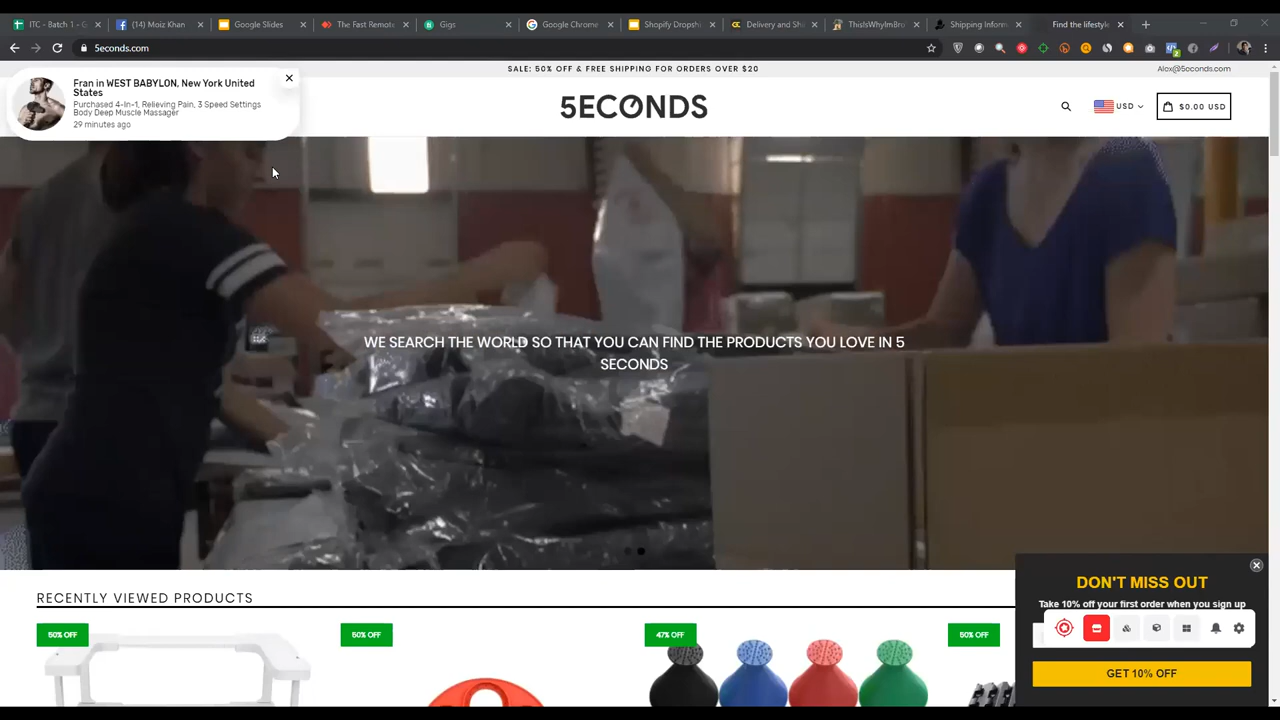 ITC - Batch 1 - G
(14) Moiz Khan
Google Slides
The Fast Remote
Gigs
Google Chrome
Shopify Dropshi
Delivery and Shi
ThisIsWhyImBro
Shipping Inform
Find the lifestyle
5econds.com
SALE: 50% OFF & FREE SHIPPING FOR ORDERS OVER $20
Alex@5econds.com
Fran in WEST BABYLON, New York United
States
Purchased 4-In-1, Relieving Pain, 3 Speed Settings
Body Deep Muscle Massager
29 minutes ago
5ECONDS
USD
$0.00 USD
WE SEARCH THE WORLD SO THAT YOU CAN FIND THE PRODUCTS YOU LOVE IN 5
SECONDS
RECENTLY VIEWED PRODUCTS
50% OFF
50% OFF
47% OFF
50% OFF
DON'T MISS OUT
Take 10% off your first order when you sign up
GET 10% OFF